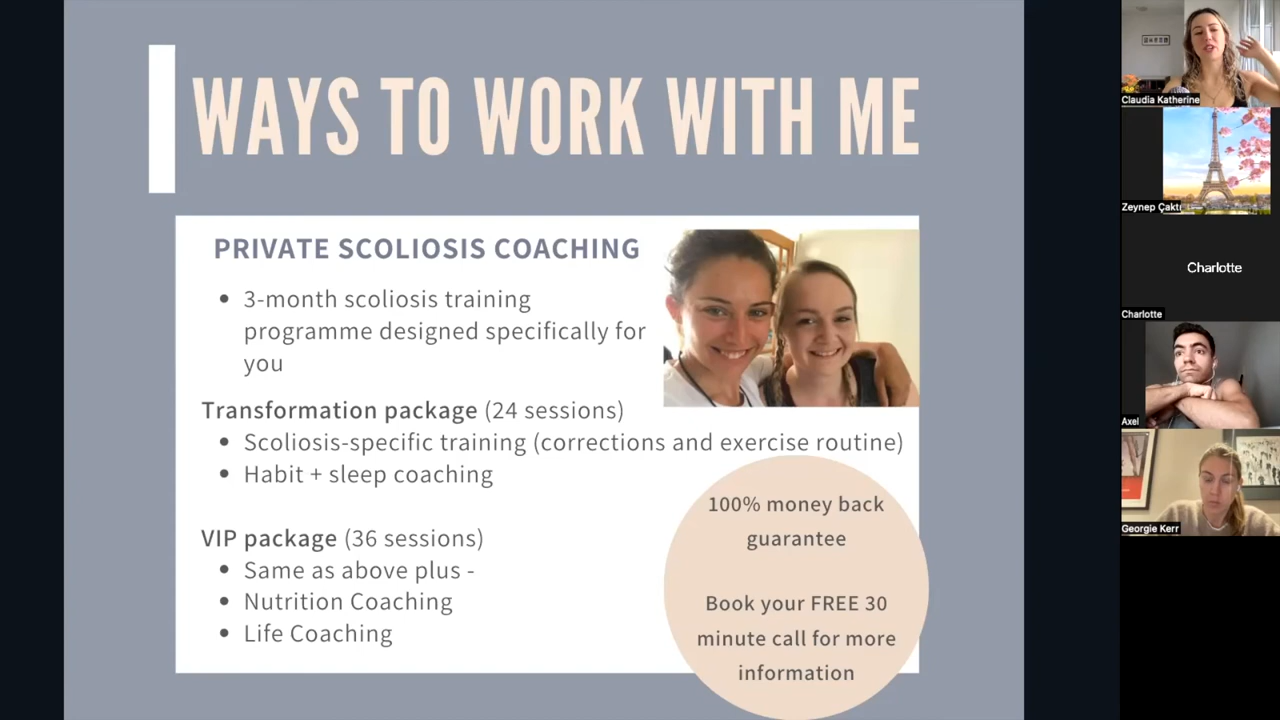 WAYS TO WORK WITH ME
PRIVATE SCOLIOSIS COACHING
• 3-month scoliosis training
programme designed specifically for
you
Transformation package (24 sessions)
• Scoliosis-specific training (corrections and exercise routine)
• Habit + sleep coaching
VIP package (36 sessions)
• Same as above plus -
• Nutrition Coaching
• Life Coaching
100% money back
guarantee
Book your FREE 30
minute call for more
information
Claudia Katherine
Zeynep Çaktı
Charlotte
Charlotte
Axel
Georgie Kerr